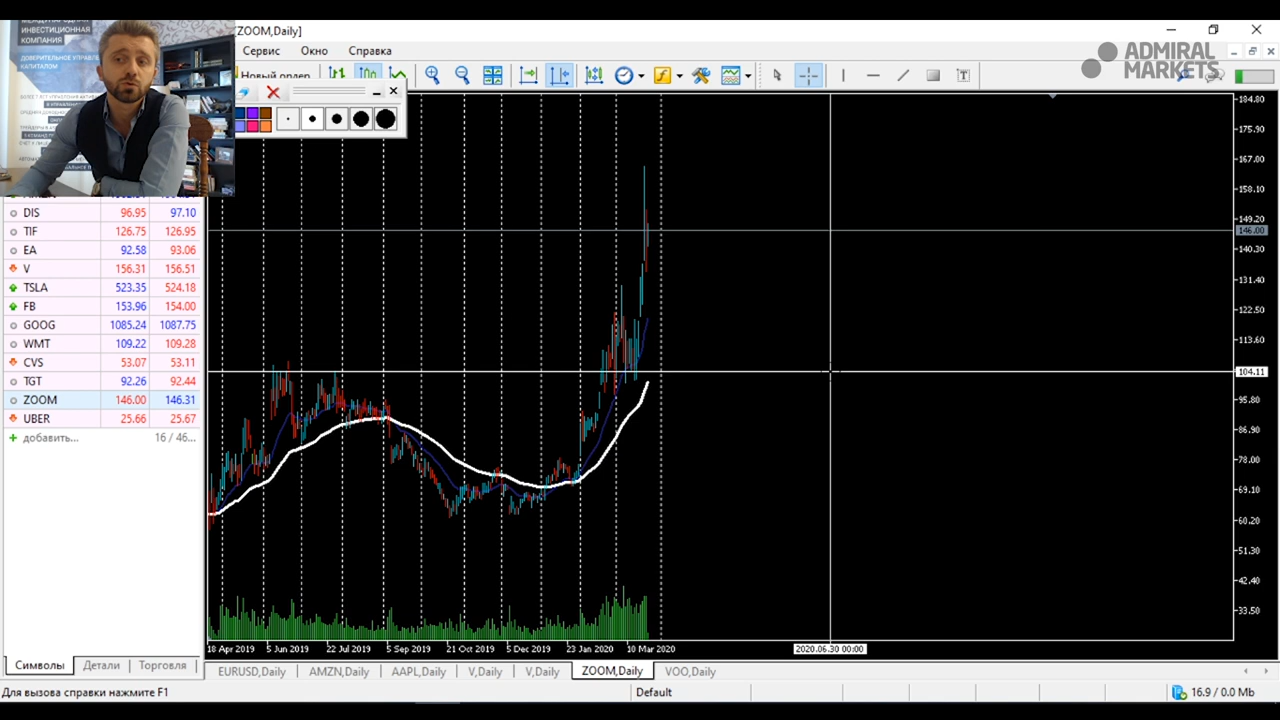 МЕЖДУНАРОДНАЯ
ИНВЕСТИЦИОННАЯ
КОМПАНИЯ
ДОВЕРИТЕЛЬНОЕ УПРАВЛ
КАПИТАЛОМ
[ZOOM,Daily]
Сервис Окно Справка
Новый ордер
ADMIRAL
MARKETS
DIS 96.95 97.10
TIF 126.75 126.95
EA 92.58 93.06
V 156.31 156.51
TSLA 523.35 524.18
FB 153.96 154.00
GOOG 1085.24 1087.75
WMT 109.22 109.28
CVS 53.07 53.11
TGT 92.26 92.44
ZOOM 146.00 146.31
UBER 25.66 25.67
добавить... 16 / 46...
184.80
175.90
167.00
158.10
149.20
146.00
140.30
131.40
122.50
113.60
104.11
95.80
86.90
78.00
69.10
60.20
51.30
42.40
33.50
18 Apr 2019 5 Jun 2019 22 Jul 2019 5 Sep 2019 21 Oct 2019 5 Dec 2019 23 Jan 2020 10 Mar 2020 2020.06.30 00:00
Символы Детали Торговля
EURUSD,Daily AMZN,Daily AAPL,Daily V,Daily V,Daily ZOOM,Daily VOO,Daily
Для вызова справки нажмите F1 Default 16.9 / 0.0 Mb